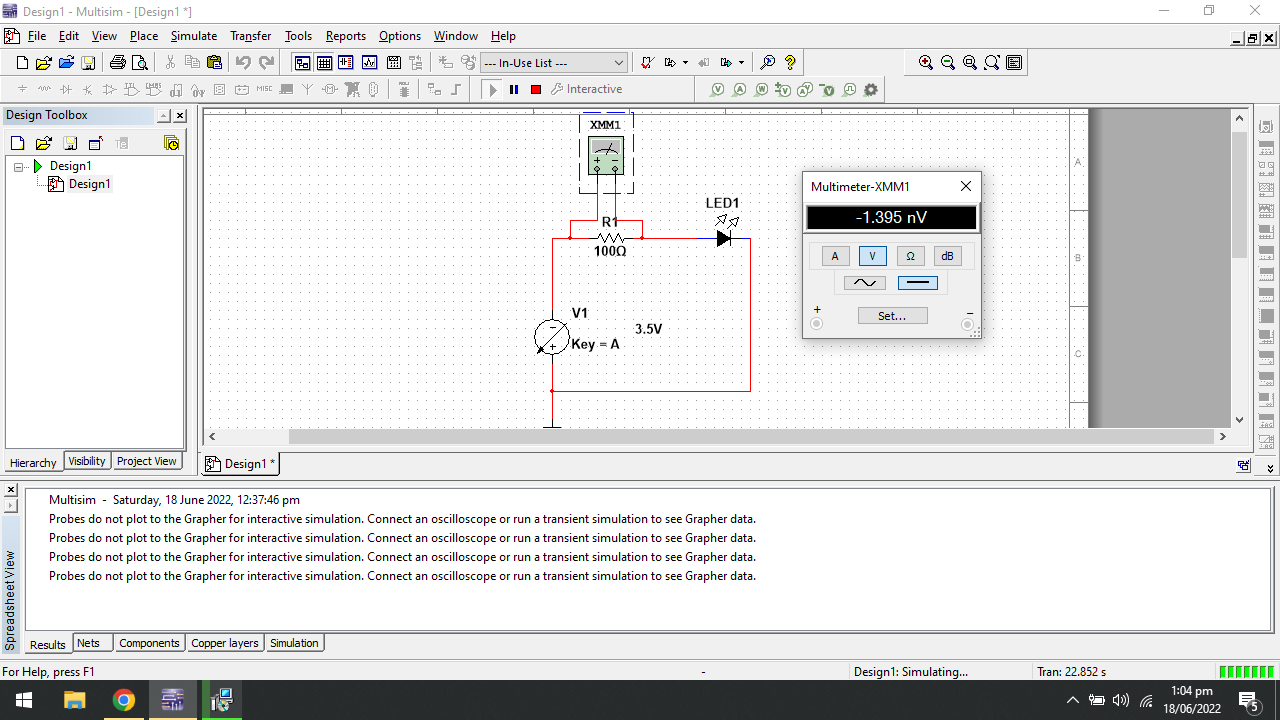 Design1 - Multisim - [Design1 *]
File Edit View Place Simulate Transfer Tools Reports Options Window Help
--- In-Use List --- ?
MISC Interactive V A W V A V
Design Toolbox
Design1
Design1
Hierarchy Visibility Project View
XMM1
+ −
R1
100Ω
LED1
V1
3.5V
Key = A
− +
A
B
C
Multimeter-XMM1
-1.395 nV
A V Ω dB
+ Set... −
Design1 *
Spreadsheet View
Multisim - Saturday, 18 June 2022, 12:37:46 pm
Probes do not plot to the Grapher for interactive simulation. Connect an oscilloscope or run a transient simulation to see Grapher data.
Probes do not plot to the Grapher for interactive simulation. Connect an oscilloscope or run a transient simulation to see Grapher data.
Probes do not plot to the Grapher for interactive simulation. Connect an oscilloscope or run a transient simulation to see Grapher data.
Probes do not plot to the Grapher for interactive simulation. Connect an oscilloscope or run a transient simulation to see Grapher data.
Results Nets Components Copper layers Simulation
For Help, press F1 - Design1: Simulating... Tran: 22.852 s
1:04 pm
18/06/2022
5